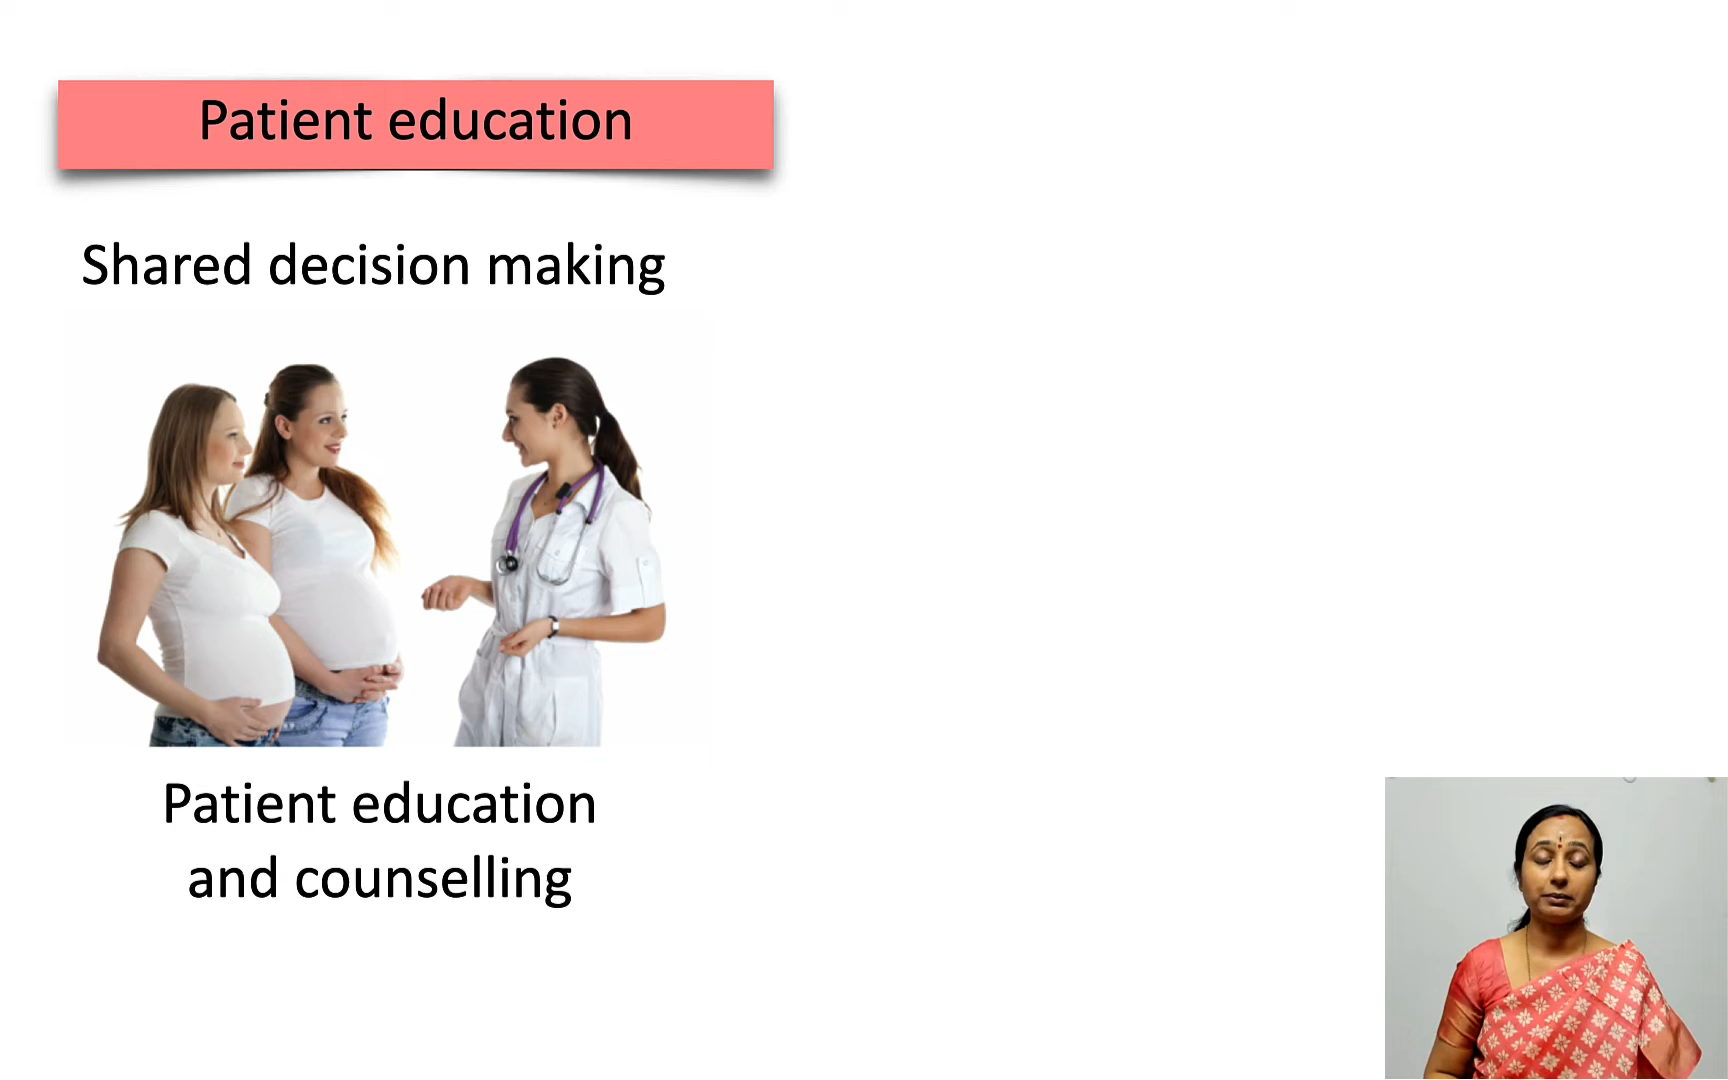 Patient education
Shared decision making
Patient education
and counselling